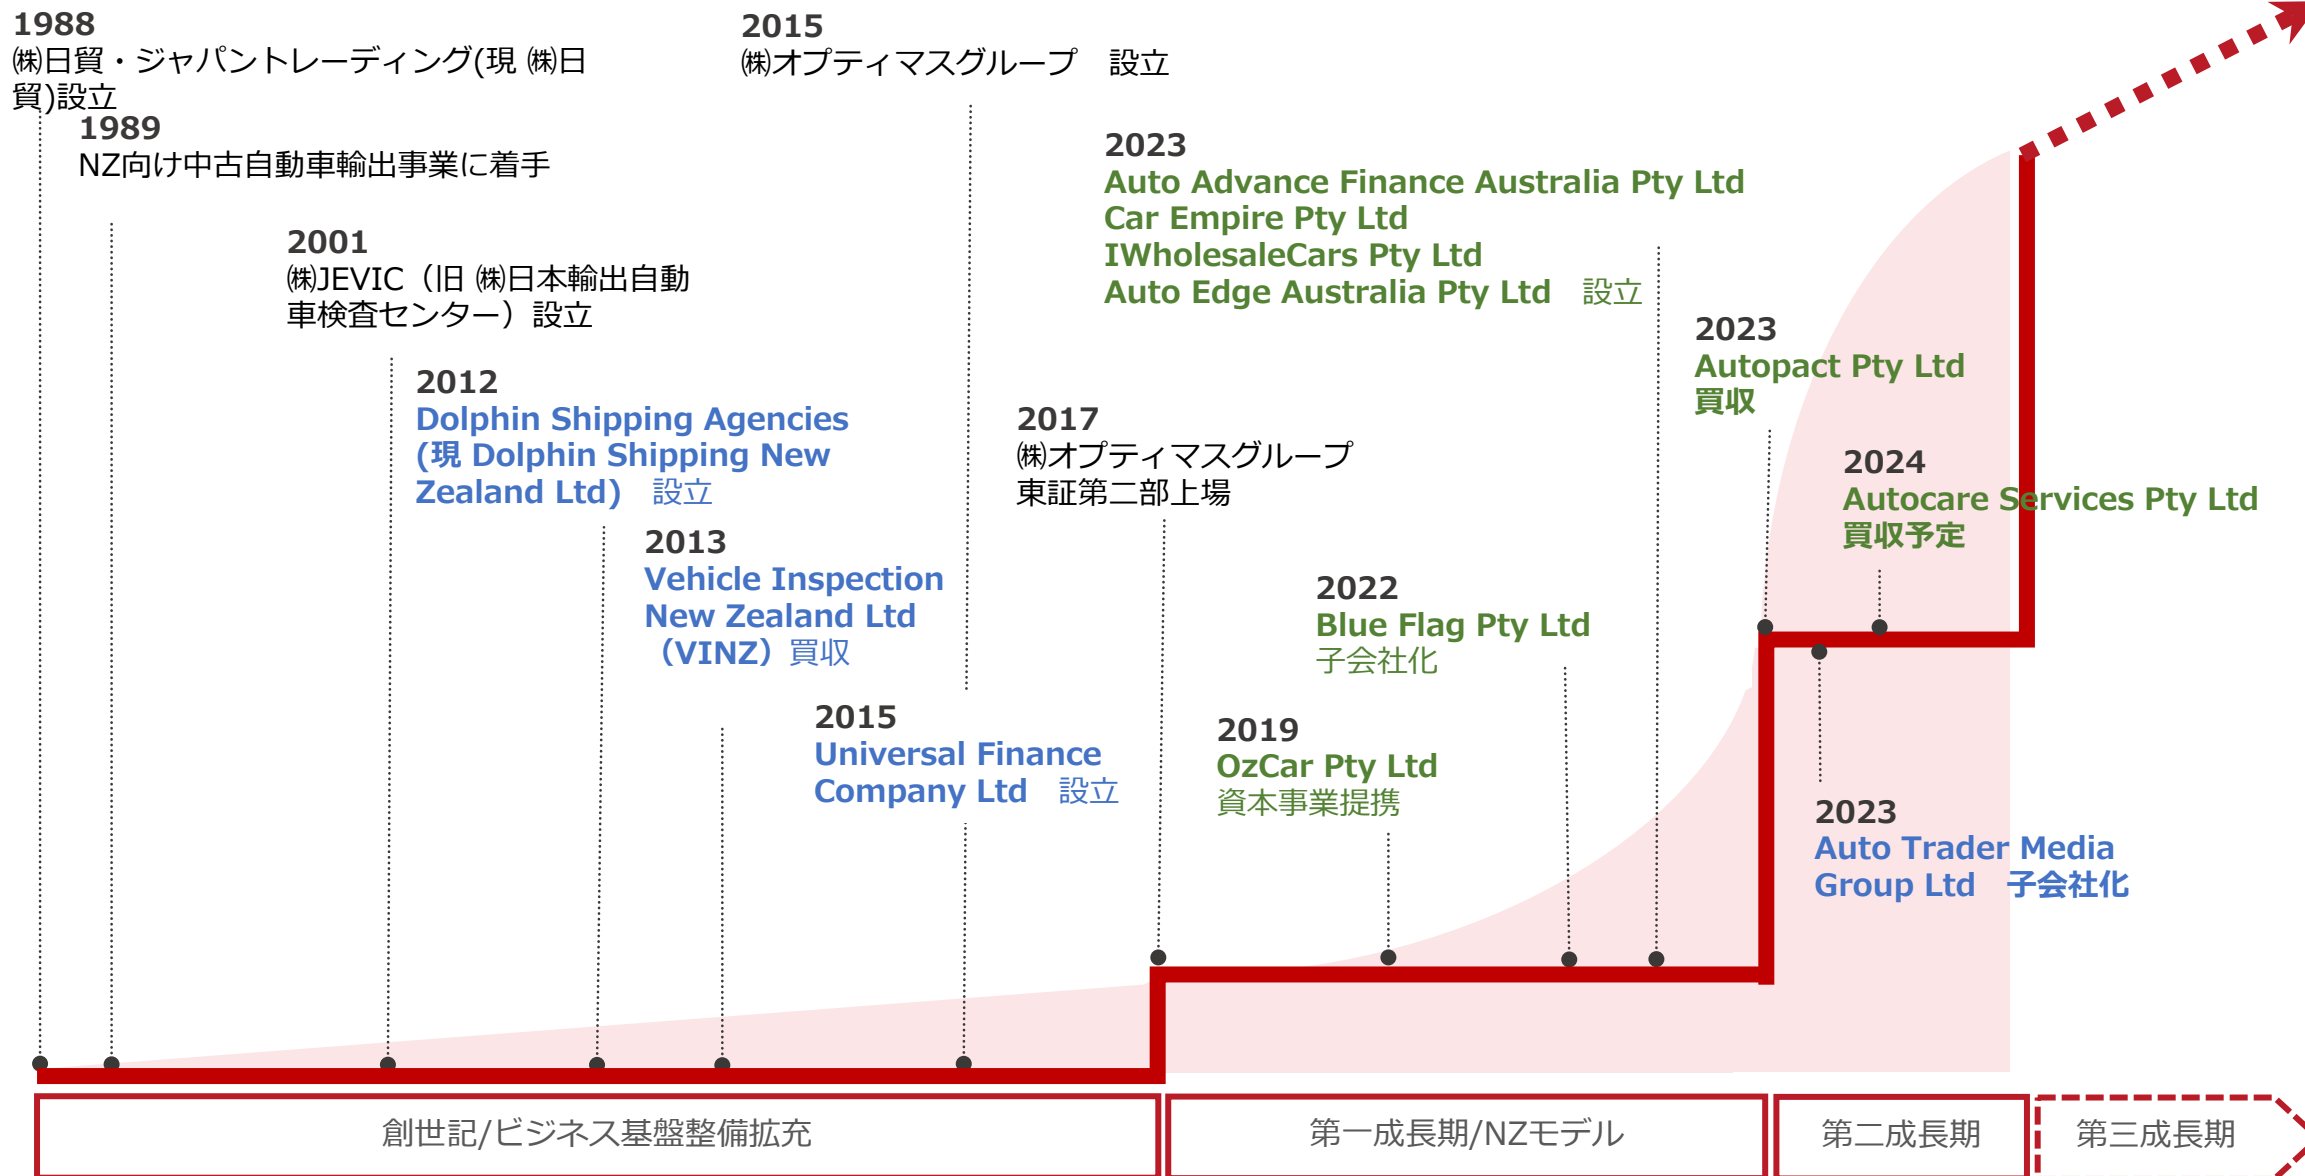 1988
㈱日貿・ジャパントレーディング(現 ㈱日
貿)設立
1989
NZ向け中古自動車輸出事業に着手
2001
㈱JEVIC（旧 ㈱日本輸出自動
車検査センター）設立
2012
Dolphin Shipping Agencies
(現 Dolphin Shipping New
Zealand Ltd)　設立
2013
Vehicle Inspection
New Zealand Ltd
（VINZ）買収
2015
㈱オプティマスグループ　設立
2015
Universal Finance
Company Ltd　設立
2017
㈱オプティマスグループ
東証第二部上場
2019
OzCar Pty Ltd
資本事業提携
2022
Blue Flag Pty Ltd
子会社化
2023
Auto Advance Finance Australia Pty Ltd
Car Empire Pty Ltd
IWholesaleCars Pty Ltd
Auto Edge Australia Pty Ltd　設立
2023
Autopact Pty Ltd
買収
2023
Auto Trader Media
Group Ltd　子会社化
2024
Autocare Services Pty Ltd
買収予定
創世記/ビジネス基盤整備拡充
第一成長期/NZモデル
第二成長期
第三成長期